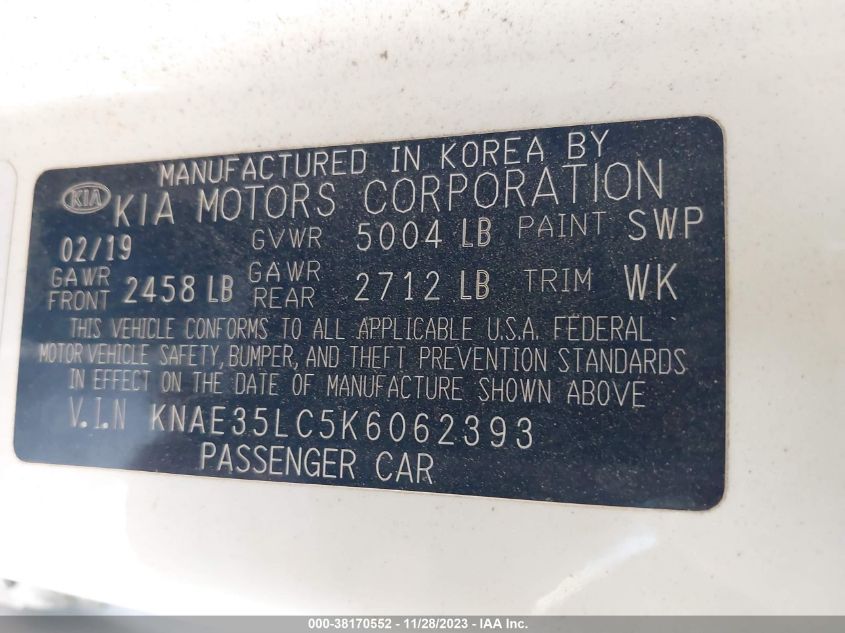 MANUFACTURED IN KOREA BY
KIA KIA MOTORS CORPORATION
02/19 GVWR 5004 LB PAINT SWP
GAWR FRONT 2458 LB GAWR REAR 2712 LB TRIM WK
THIS VEHICLE CONFORMS TO ALL APPLICABLE U.S.A. FEDERAL
MOTOR VEHICLE SAFETY, BUMPER, AND THEFT PREVENTION STANDARDS
IN EFFECT ON THE DATE OF MANUFACTURE SHOWN ABOVE
V.I.N KNAE35LC5K6062393
PASSENGER CAR
000-38170552 - 11/28/2023 - IAA Inc.